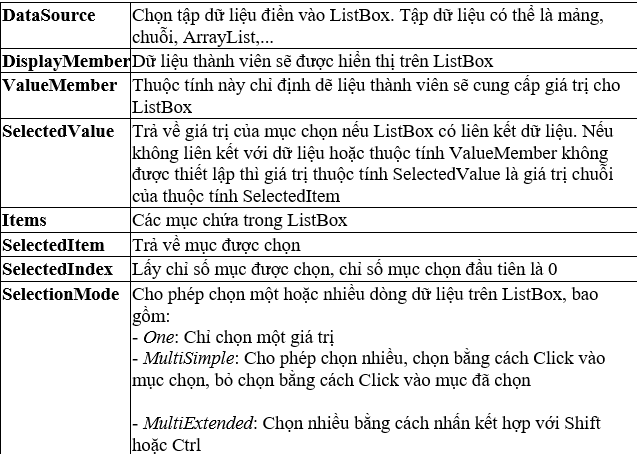 DataSource Chọn tập dữ liệu điền vào ListBox. Tập dữ liệu có thể là mảng,
chuỗi, ArrayList,...
DisplayMember Dữ liệu thành viên sẽ được hiển thị trên ListBox
ValueMember Thuộc tính này chỉ định dẽ liệu thành viên sẽ cung cấp giá trị cho
ListBox
SelectedValue Trả về giá trị của mục chọn nếu ListBox có liên kết dữ liệu. Nếu
không liên kết với dữ liệu hoặc thuộc tính ValueMember không
được thiết lập thì giá trị thuộc tính SelectedValue là giá trị chuỗi
của thuộc tính SelectedItem
Items Các mục chứa trong ListBox
SelectedItem Trả về mục được chọn
SelectedIndex Lấy chỉ số mục được chọn, chỉ số mục chọn đầu tiên là 0
SelectionMode Cho phép chọn một hoặc nhiều dòng dữ liệu trên ListBox, bao
gồm:
- One: Chỉ chọn một giá trị
- MultiSimple: Cho phép chọn nhiều, chọn bằng cách Click vào
mục chọn, bỏ chọn bằng cách Click vào mục đã chọn
- MultiExtended: Chọn nhiều bằng cách nhấn kết hợp với Shift
hoặc Ctrl